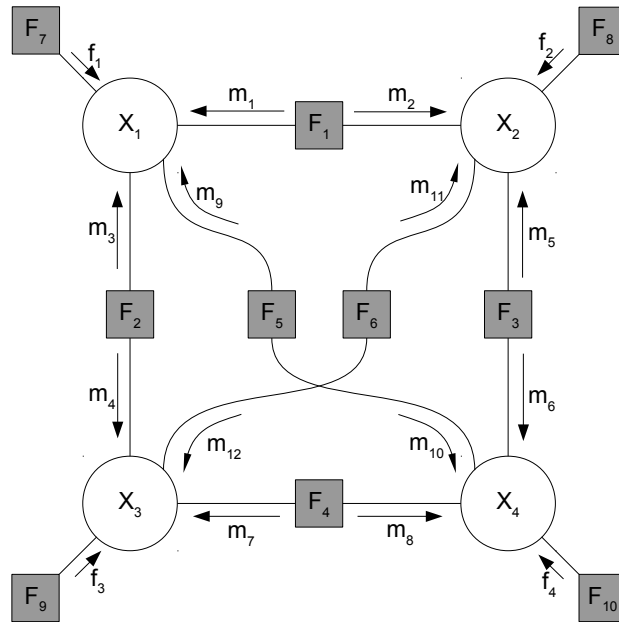 F₇ F₈
f₁ f₂
m₁ m₂
X₁ F₁ X₂
m₉ m₁₁
m₃ m₅
F₂ F₅ F₆ F₃
m₄ m₆
m₁₂ m₁₀
X₃ F₄ X₄
m₇ m₈
f₃ f₄
F₉ F₁₀